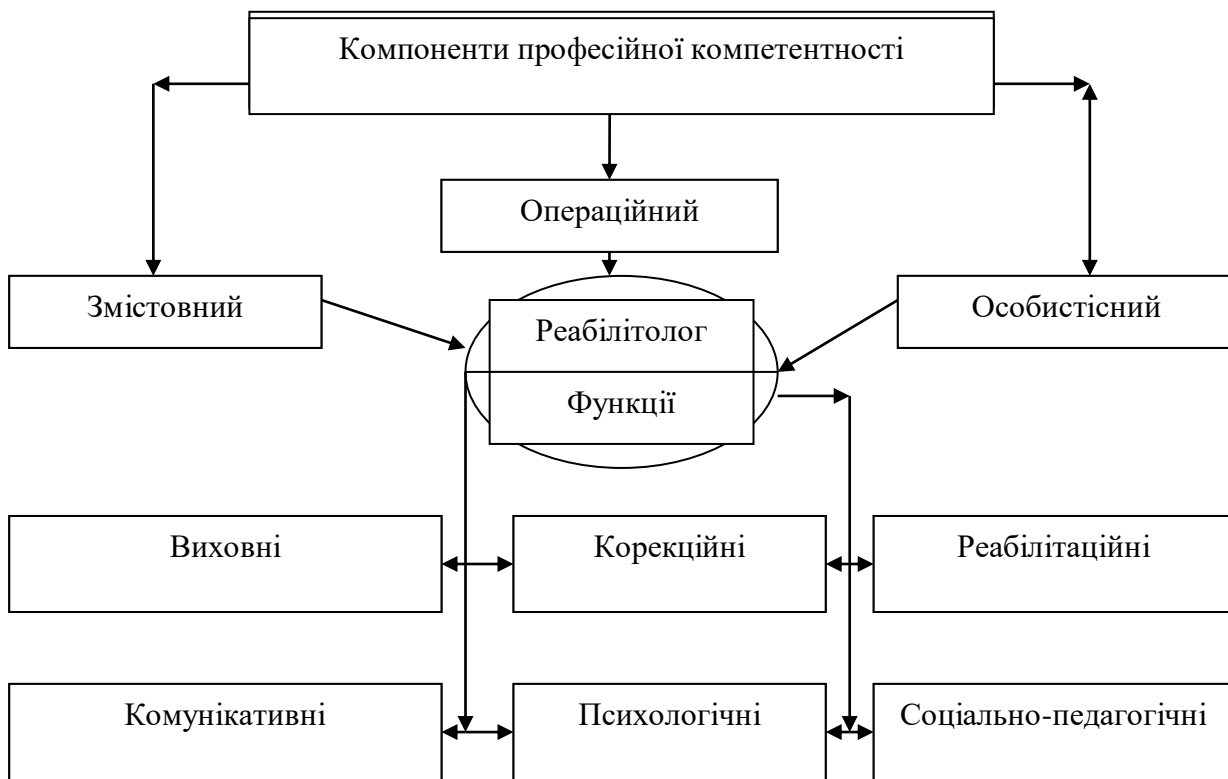 Компоненти професійної компетентності
Операційний
Змістовний
Особистісний
Реабілітолог
Функції
Виховні
Корекційні
Реабілітаційні
Комунікативні
Психологічні
Соціально-педагогічні